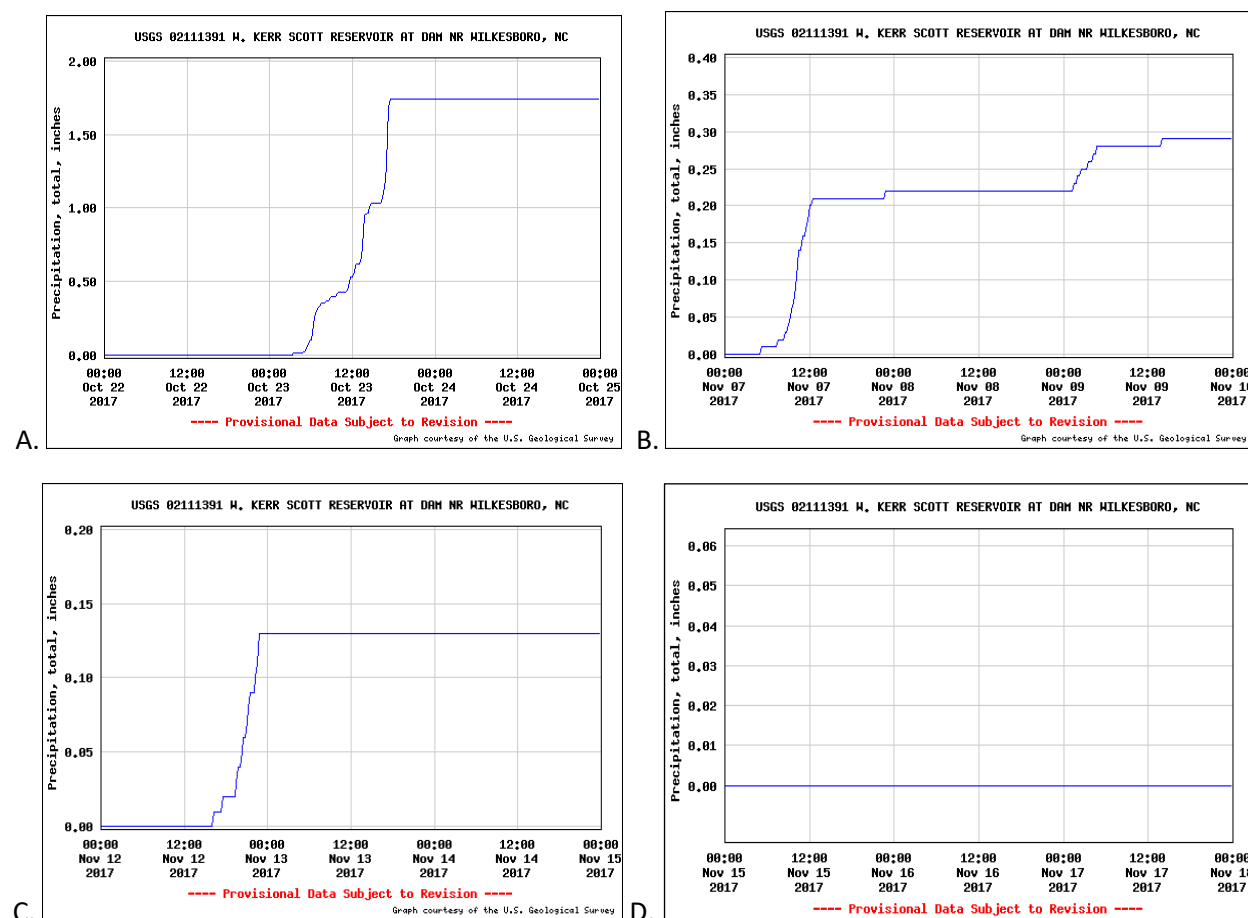 USGS 02111391 W. KERR SCOTT RESERVOIR AT DAM NR WILKESBORO, NC
Precipitation, total, inches
2.00
1.50
1.00
0.50
0.00
00:00 12:00 00:00 12:00 00:00 12:00 00:00
Oct 22 Oct 22 Oct 23 Oct 23 Oct 24 Oct 24 Oct 25
2017 2017 2017 2017 2017 2017 2017
---- Provisional Data Subject to Revision ----
Graph courtesy of the U.S. Geological Survey
A.
USGS 02111391 W. KERR SCOTT RESERVOIR AT DAM NR WILKESBORO, NC
Precipitation, total, inches
0.40
0.35
0.30
0.25
0.20
0.15
0.10
0.05
0.00
00:00 12:00 00:00 12:00 00:00 12:00 00:00
Nov 07 Nov 07 Nov 08 Nov 08 Nov 09 Nov 09 Nov 10
2017 2017 2017 2017 2017 2017 2017
---- Provisional Data Subject to Revision ----
Graph courtesy of the U.S. Geological Survey
B.
USGS 02111391 W. KERR SCOTT RESERVOIR AT DAM NR WILKESBORO, NC
Precipitation, total, inches
0.20
0.15
0.10
0.05
0.00
00:00 12:00 00:00 12:00 00:00 12:00 00:00
Nov 12 Nov 12 Nov 13 Nov 13 Nov 14 Nov 14 Nov 15
2017 2017 2017 2017 2017 2017 2017
---- Provisional Data Subject to Revision ----
Graph courtesy of the U.S. Geological Survey
C.
USGS 02111391 W. KERR SCOTT RESERVOIR AT DAM NR WILKESBORO, NC
Precipitation, total, inches
0.06
0.05
0.04
0.03
0.02
0.01
0.00
00:00 12:00 00:00 12:00 00:00 12:00 00:00
Nov 15 Nov 15 Nov 16 Nov 16 Nov 17 Nov 17 Nov 18
2017 2017 2017 2017 2017 2017 2017
---- Provisional Data Subject to Revision ----
D.